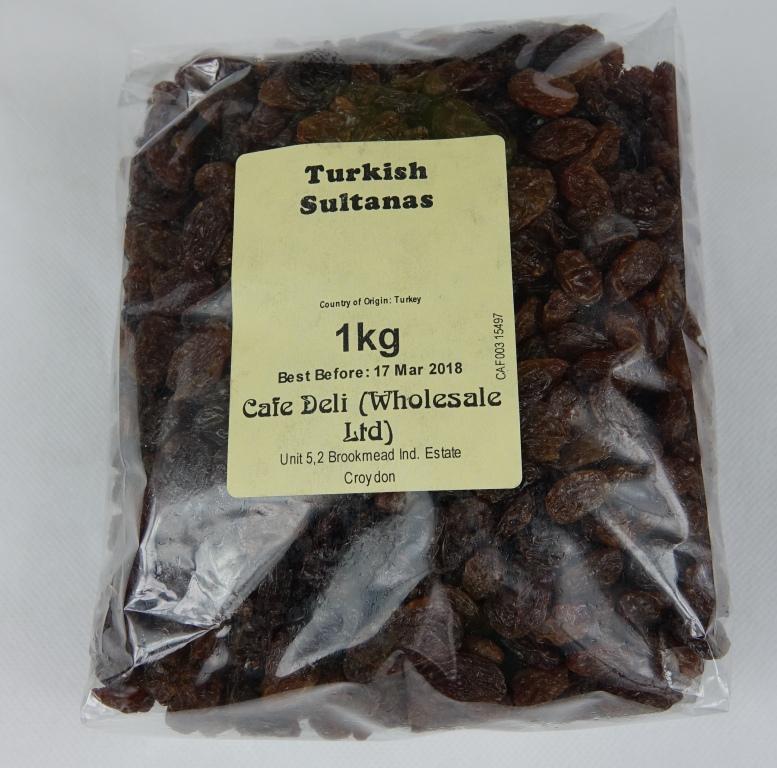 Turkish
Sultanas
Country of Origin: Turkey
1kg
Best Before: 17 Mar 2018
CAF003 15497
Cafe Deli (Wholesale
Ltd)
Unit 5,2 Brookmead Ind. Estate
Croydon